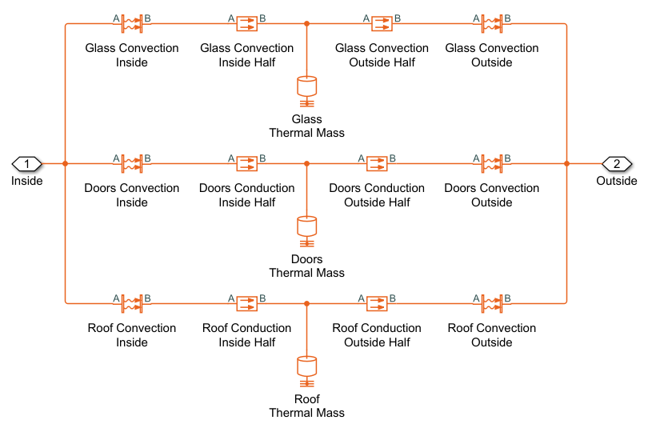 A B A B A B A B
Glass Convection Glass Convection Glass Convection Glass Convection
Inside Inside Half Outside Half Outside
Glass
Thermal Mass
1 A B A B A B A B 2
Inside Outside
Doors Convection Doors Conduction Doors Conduction Doors Convection
Inside Inside Half Outside Half Outside
Doors
Thermal Mass
A B A B A B A B
Roof Convection Roof Conduction Roof Conduction Roof Convection
Inside Inside Half Outside Half Outside
Roof
Thermal Mass